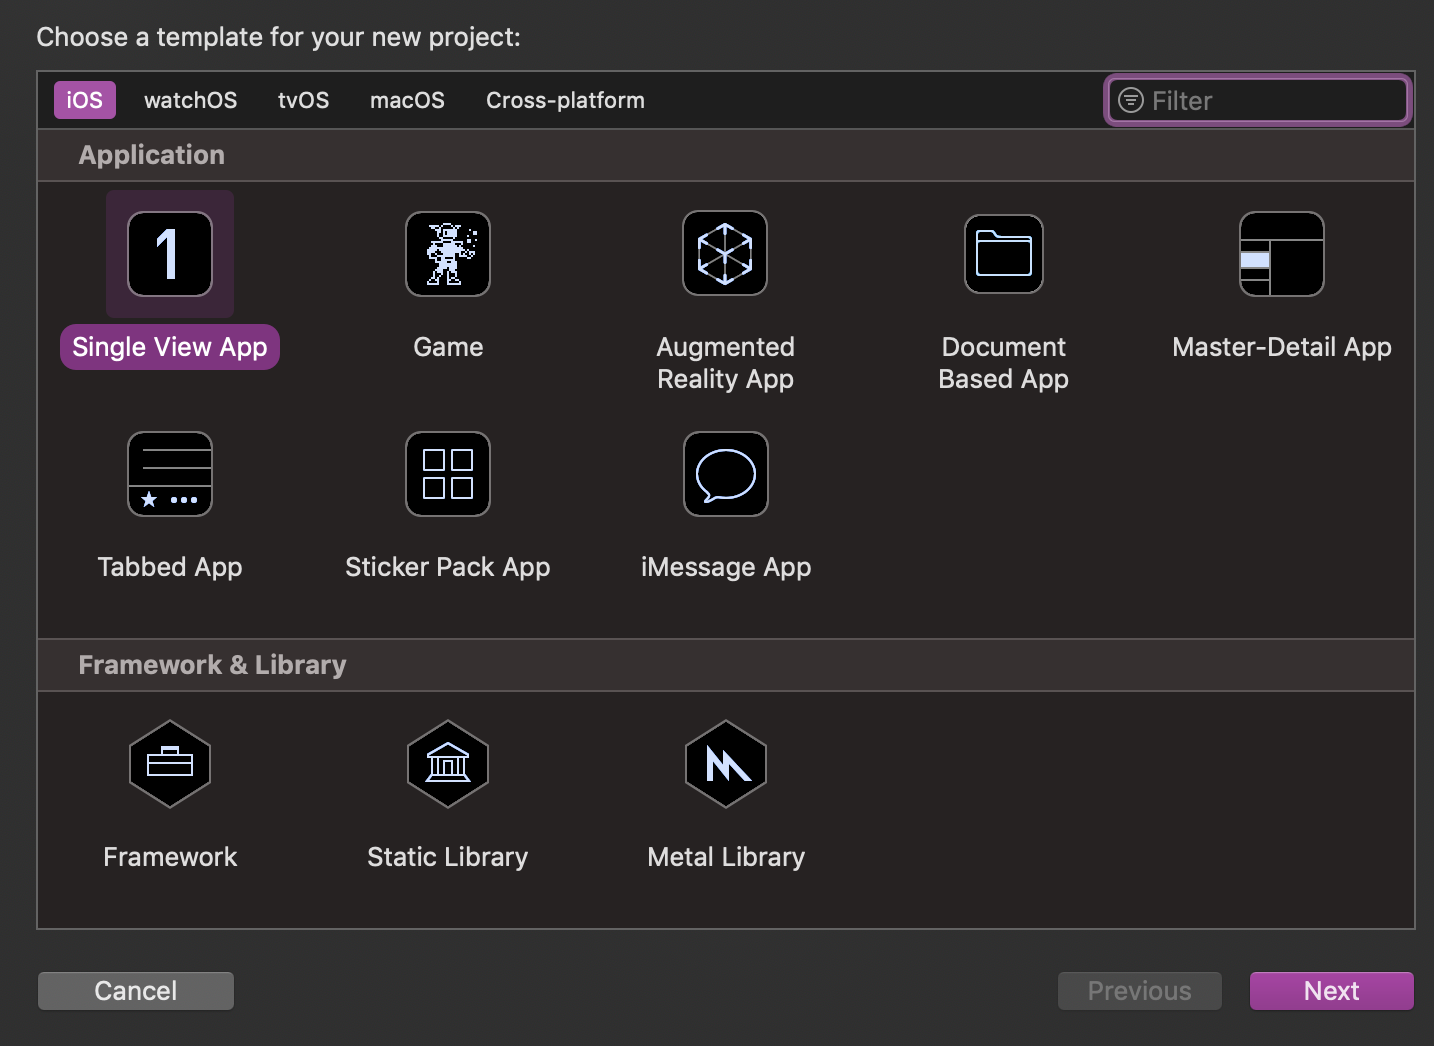 Choose a template for your new project:
iOS watchOS tvOS macOS Cross-platform Filter
Application
1
Single View App Game Augmented Reality App Document Based App Master-Detail App
Tabbed App Sticker Pack App iMessage App
Framework & Library
Framework Static Library Metal Library
Cancel Previous Next